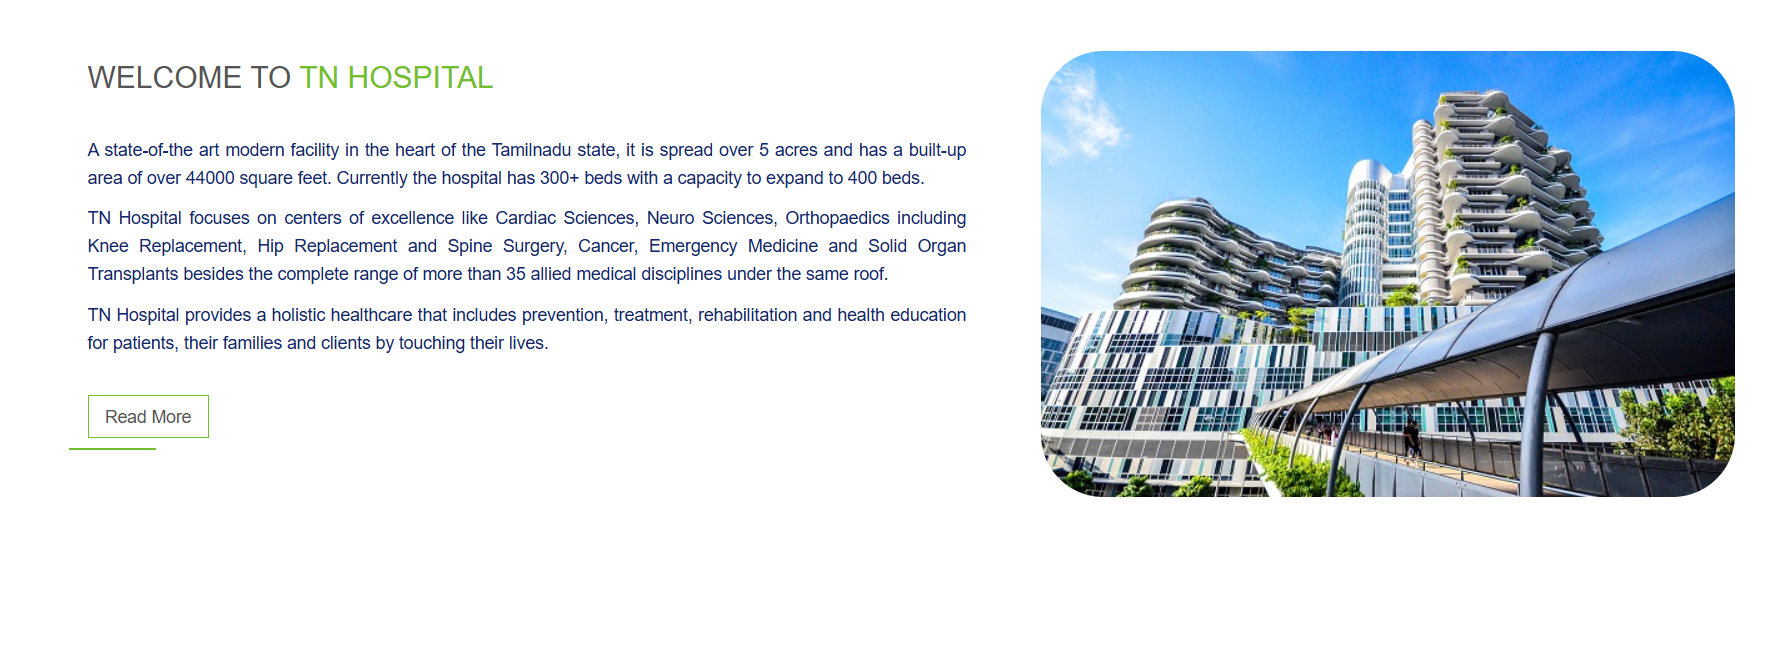 WELCOME TO TN HOSPITAL
A state-of-the art modern facility in the heart of the Tamilnadu state, it is spread over 5 acres and has a built-up
area of over 44000 square feet. Currently the hospital has 300+ beds with a capacity to expand to 400 beds.
TN Hospital focuses on centers of excellence like Cardiac Sciences, Neuro Sciences, Orthopaedics including
Knee Replacement, Hip Replacement and Spine Surgery, Cancer, Emergency Medicine and Solid Organ
Transplants besides the complete range of more than 35 allied medical disciplines under the same roof.
TN Hospital provides a holistic healthcare that includes prevention, treatment, rehabilitation and health education
for patients, their families and clients by touching their lives.
Read More